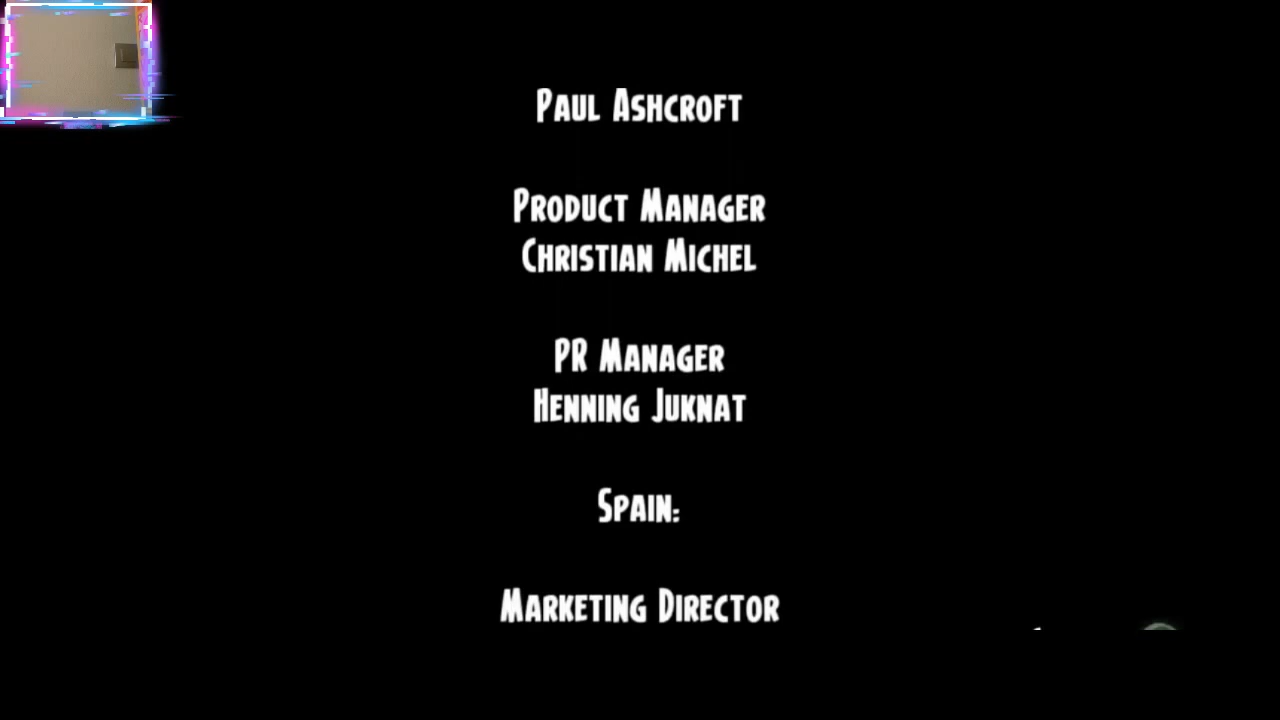 Paul Ashcroft
Product Manager
Christian Michel
PR Manager
Henning Juknat
Spain:
Marketing Director